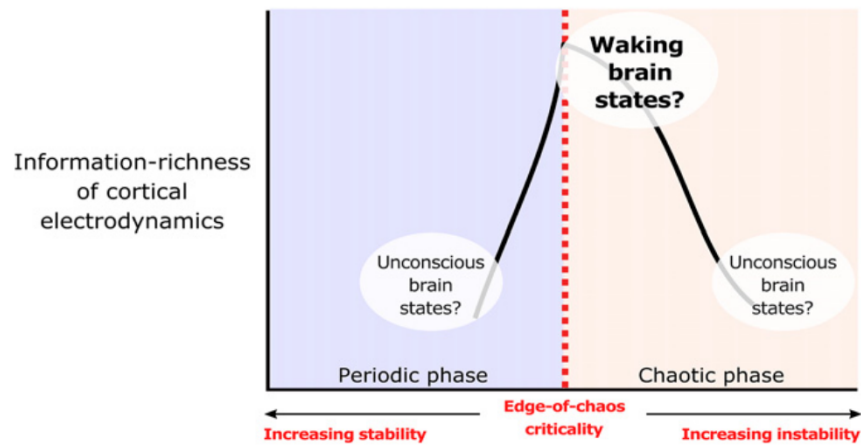 Information-richness
of cortical
electrodynamics
Waking
brain
states?
Unconscious
brain
states?
Unconscious
brain
states?
Periodic phase
Chaotic phase
Increasing stability
Edge-of-chaos
criticality
Increasing instability